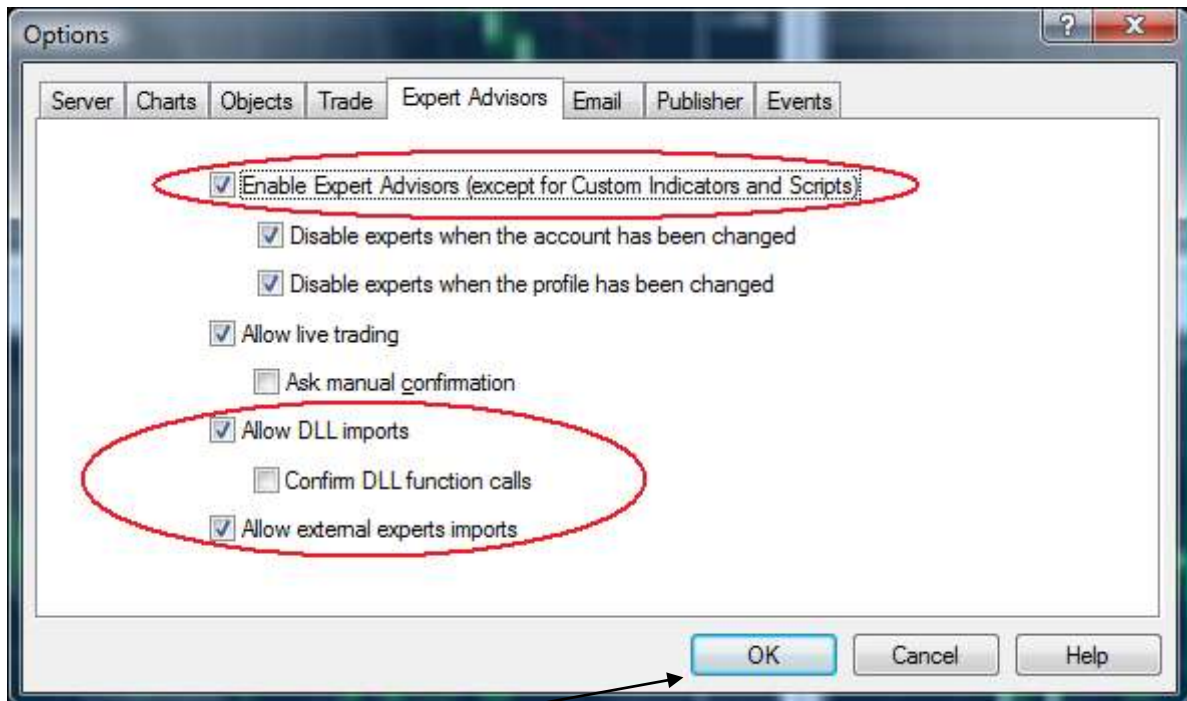 Options
Server Charts Objects Trade Expert Advisors Email Publisher Events
Enable Expert Advisors (except for Custom Indicators and Scripts)
Disable experts when the account has been changed
Disable experts when the profile has been changed
Allow live trading
Ask manual confirmation
Allow DLL imports
Confirm DLL function calls
Allow external experts imports
OK Cancel Help